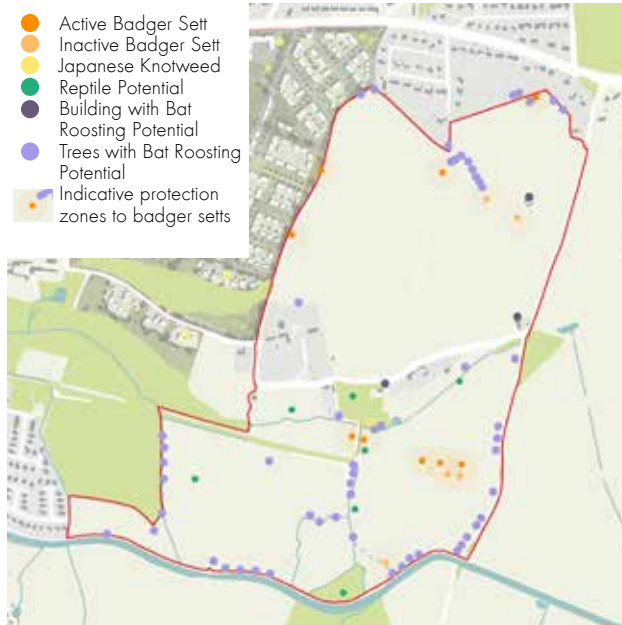 Active Badger Sett
Inactive Badger Sett
Japanese Knotweed
Reptile Potential
Building with Bat
Roosting Potential
Trees with Bat Roosting
Potential
Indicative protection
zones to badger setts